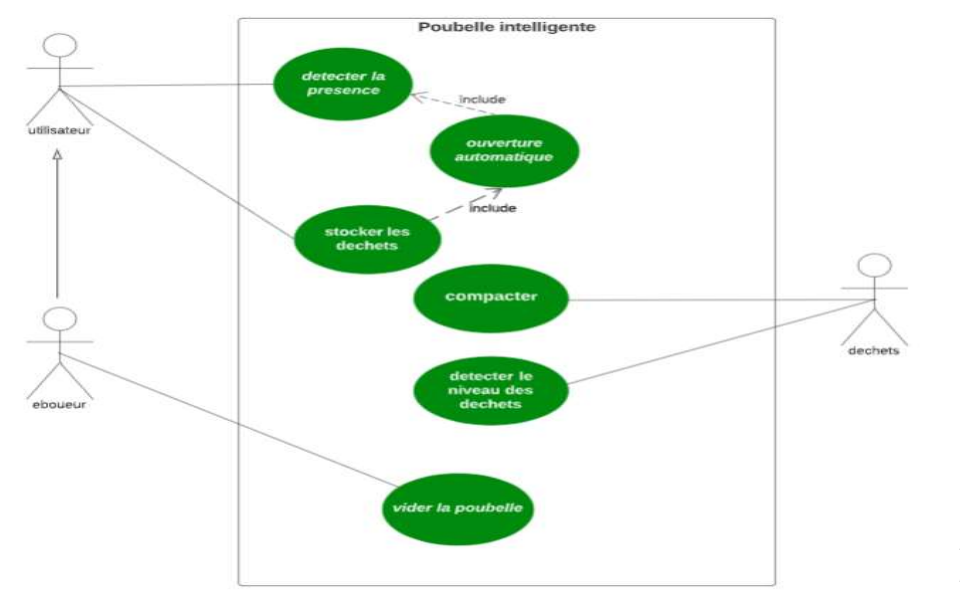 Poubelle intelligente
detecter la
presence
include
utilisateur
ouverture
automatique
include
stocker les
dechets
compacter
dechets
detecter le
niveau des
dechets
eboueur
vider la poubelle